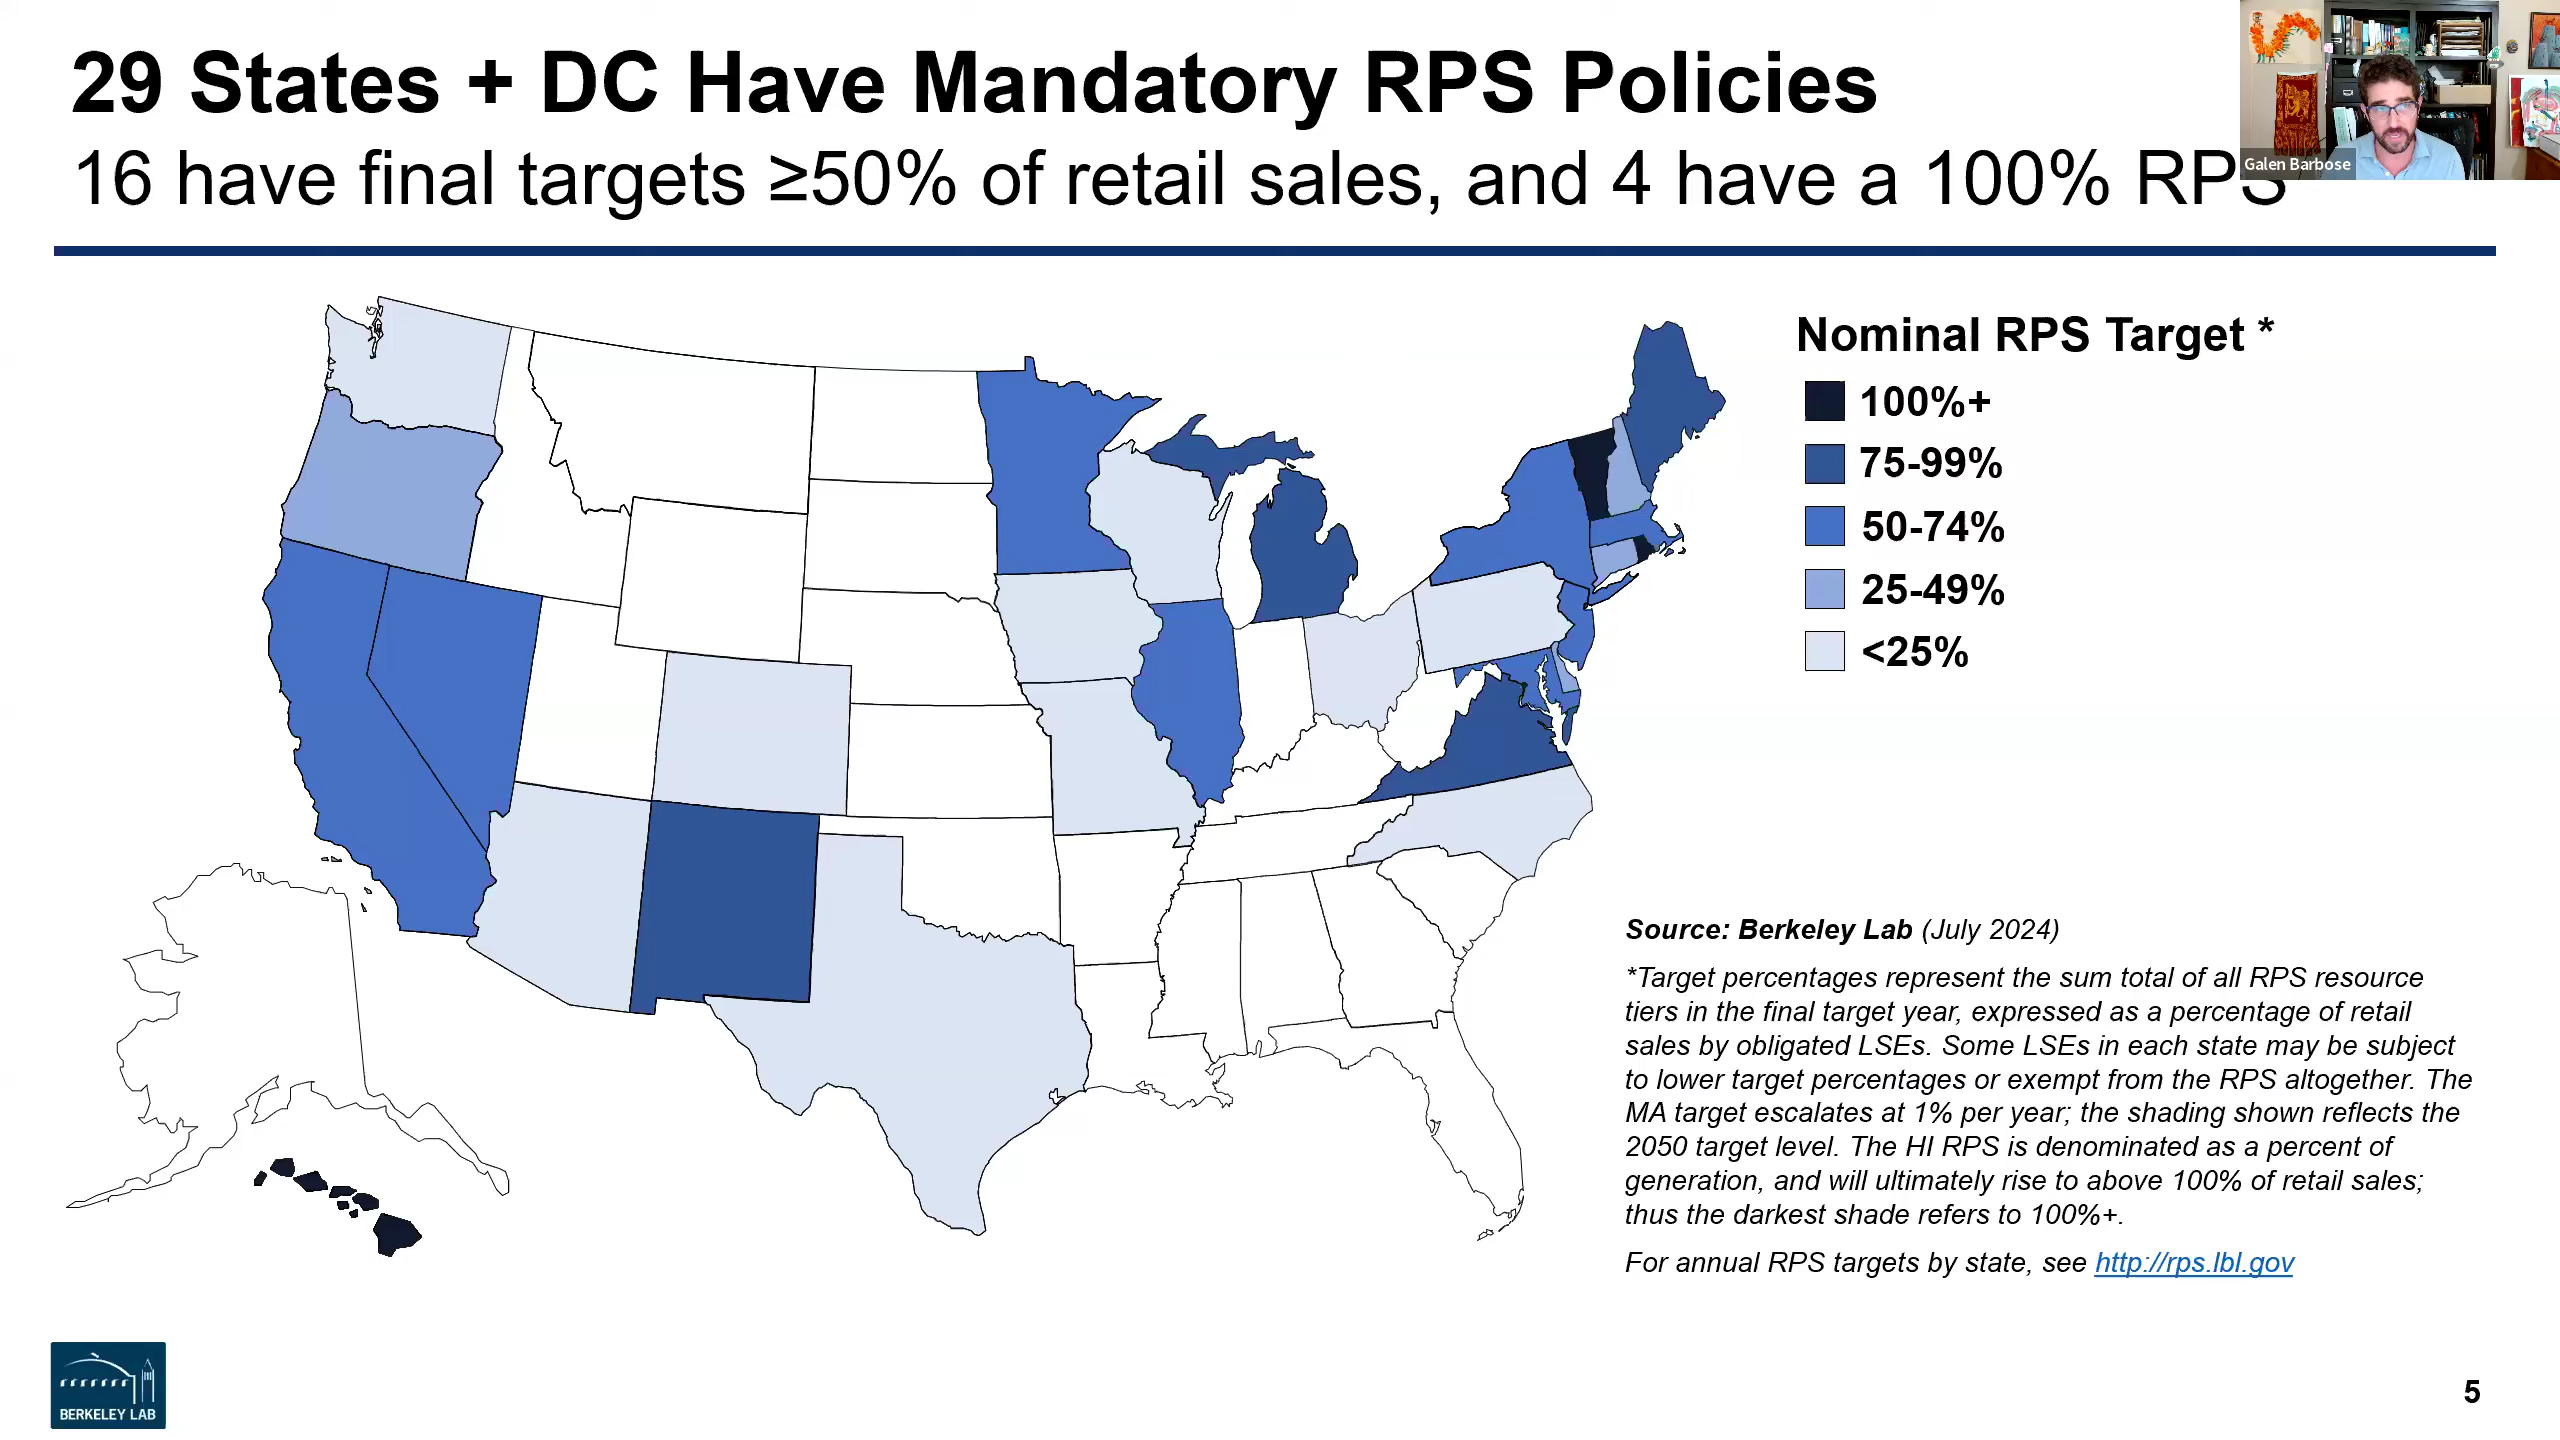 29 States + DC Have Mandatory RPS Policies
16 have final targets ≥50% of retail sales, and 4 have a 100% RPS
Galen Barbose
Nominal RPS Target *
100%+
75-99%
50-74%
25-49%
<25%
Source: Berkeley Lab (July 2024)
*Target percentages represent the sum total of all RPS resource
tiers in the final target year, expressed as a percentage of retail
sales by obligated LSEs. Some LSEs in each state may be subject
to lower target percentages or exempt from the RPS altogether. The
MA target escalates at 1% per year; the shading shown reflects the
2050 target level. The HI RPS is denominated as a percent of
generation, and will ultimately rise to above 100% of retail sales;
thus the darkest shade refers to 100%+.
For annual RPS targets by state, see http://rps.lbl.gov
BERKELEY LAB
5